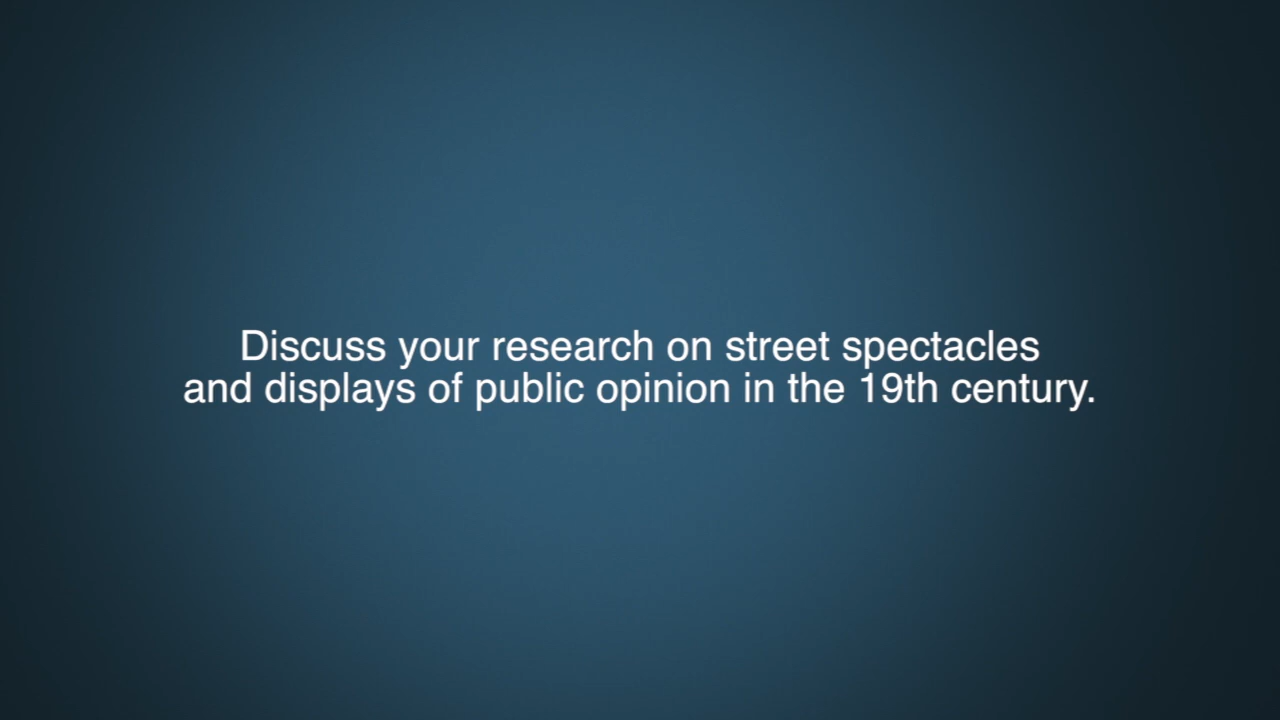 Discuss your research on street spectacles
and displays of public opinion in the 19th century.